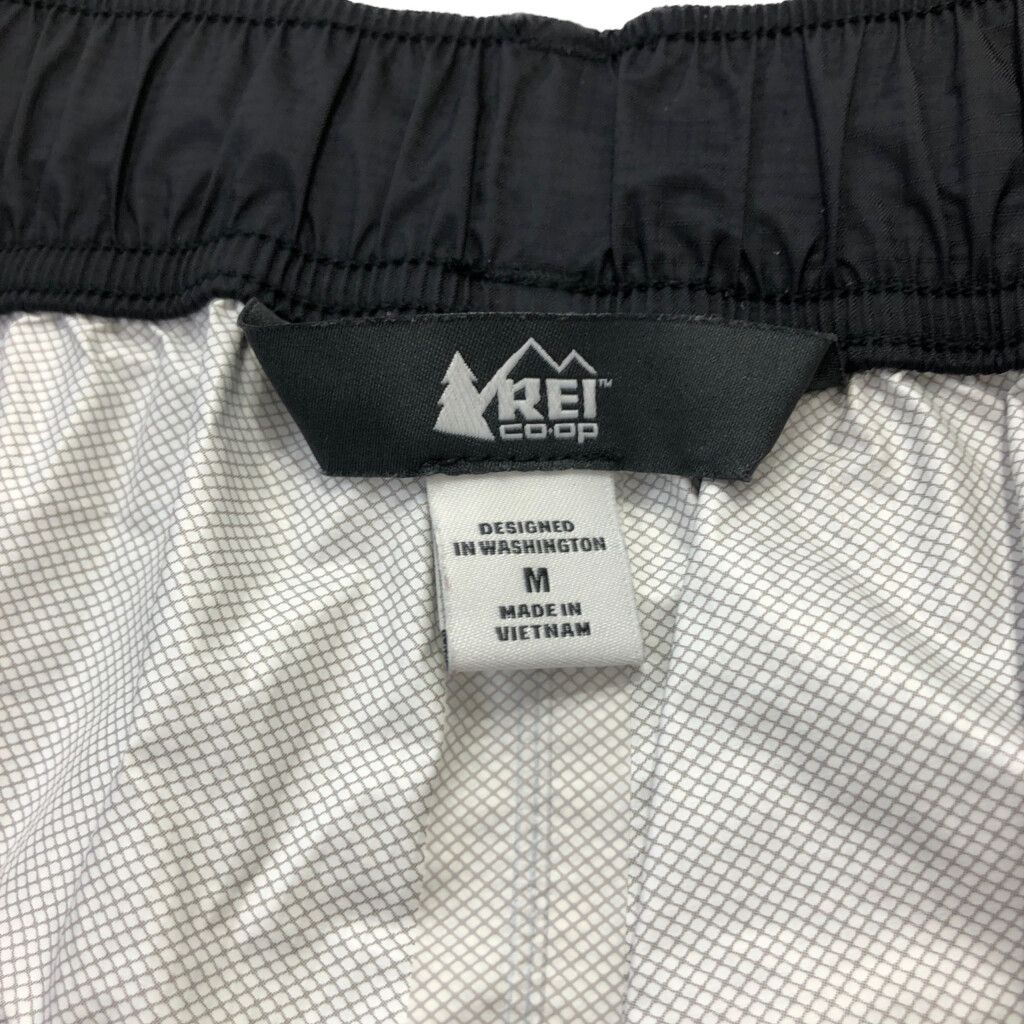 REI™
CO·OP
DESIGNED
IN WASHINGTON
M
MADE IN
VIETNAM